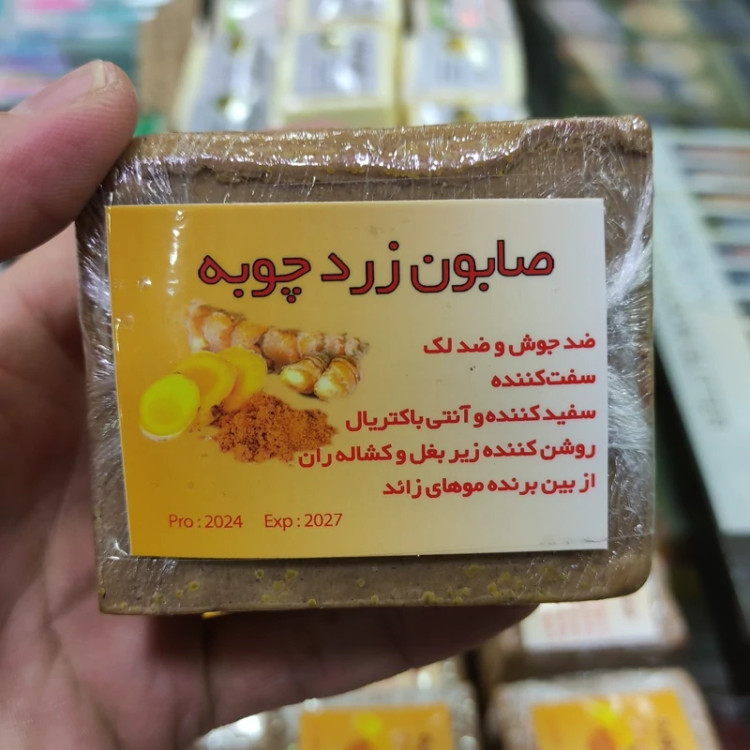 صابون زرد چوبه
ضد جوش و ضد لک
سفت‌کننده
سفید کننده و آنتی باکتریال
روشن کننده زیر بغل و کشاله ران
از بین برنده موهای زائد
Pro : 2024 Exp : 2027